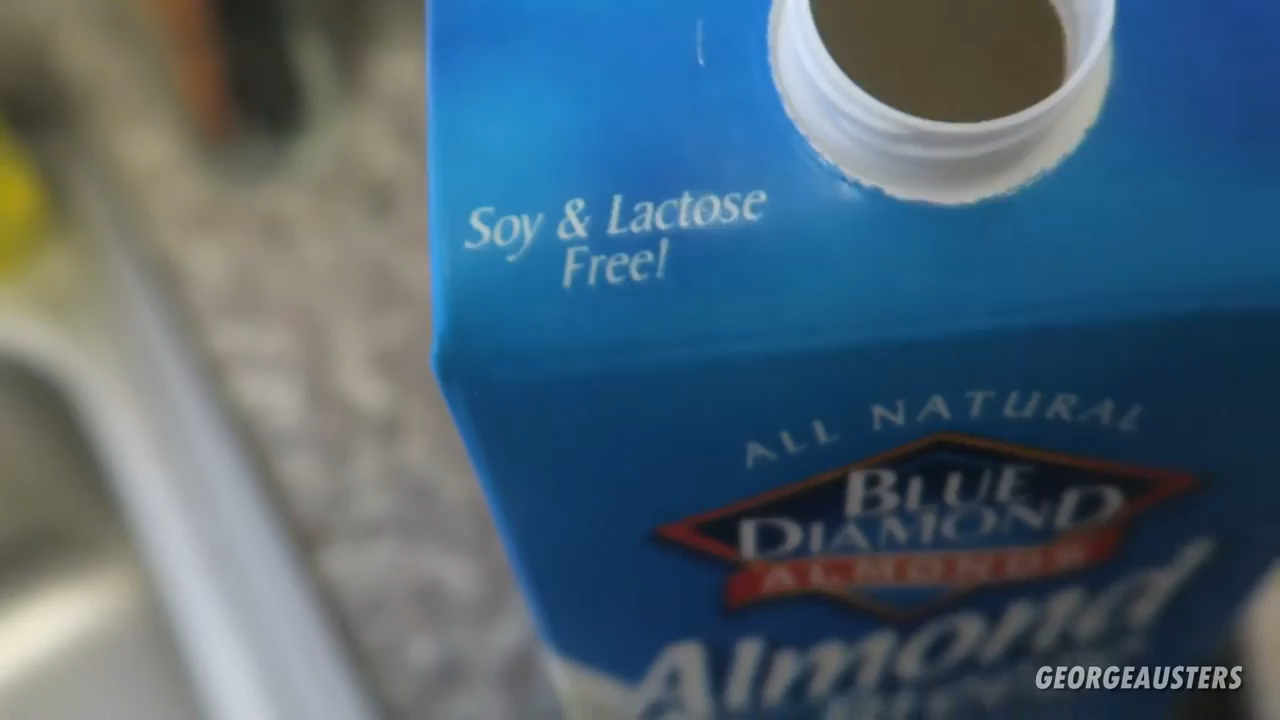 Soy & Lactose
Free!
ALL NATURAL
BLUE
DIAMOND
ALMONDS
Almond
GEORGEAUSTERS